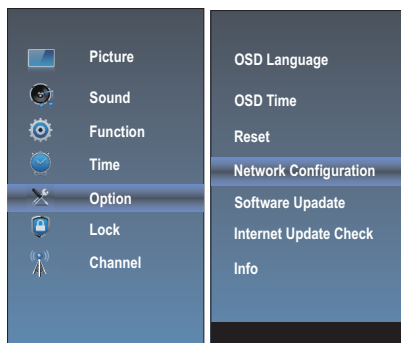 Picture
Sound
Function
Time
Option
Lock
Channel
OSD Language
OSD Time
Reset
Network Configuration
Software Upadate
Internet Update Check
Info